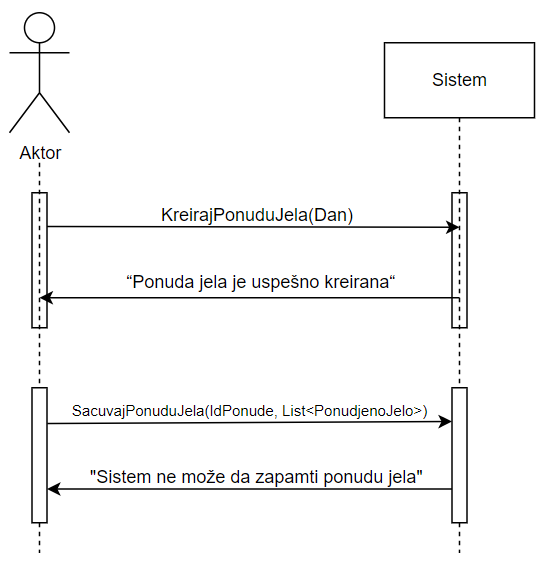 Sistem
Aktor
KreirajPonuduJela(Dan)
“Ponuda jela je uspešno kreirana“
SacuvajPonuduJela(IdPonude, List<PonudjenoJelo>)
"Sistem ne može da zapamti ponudu jela"